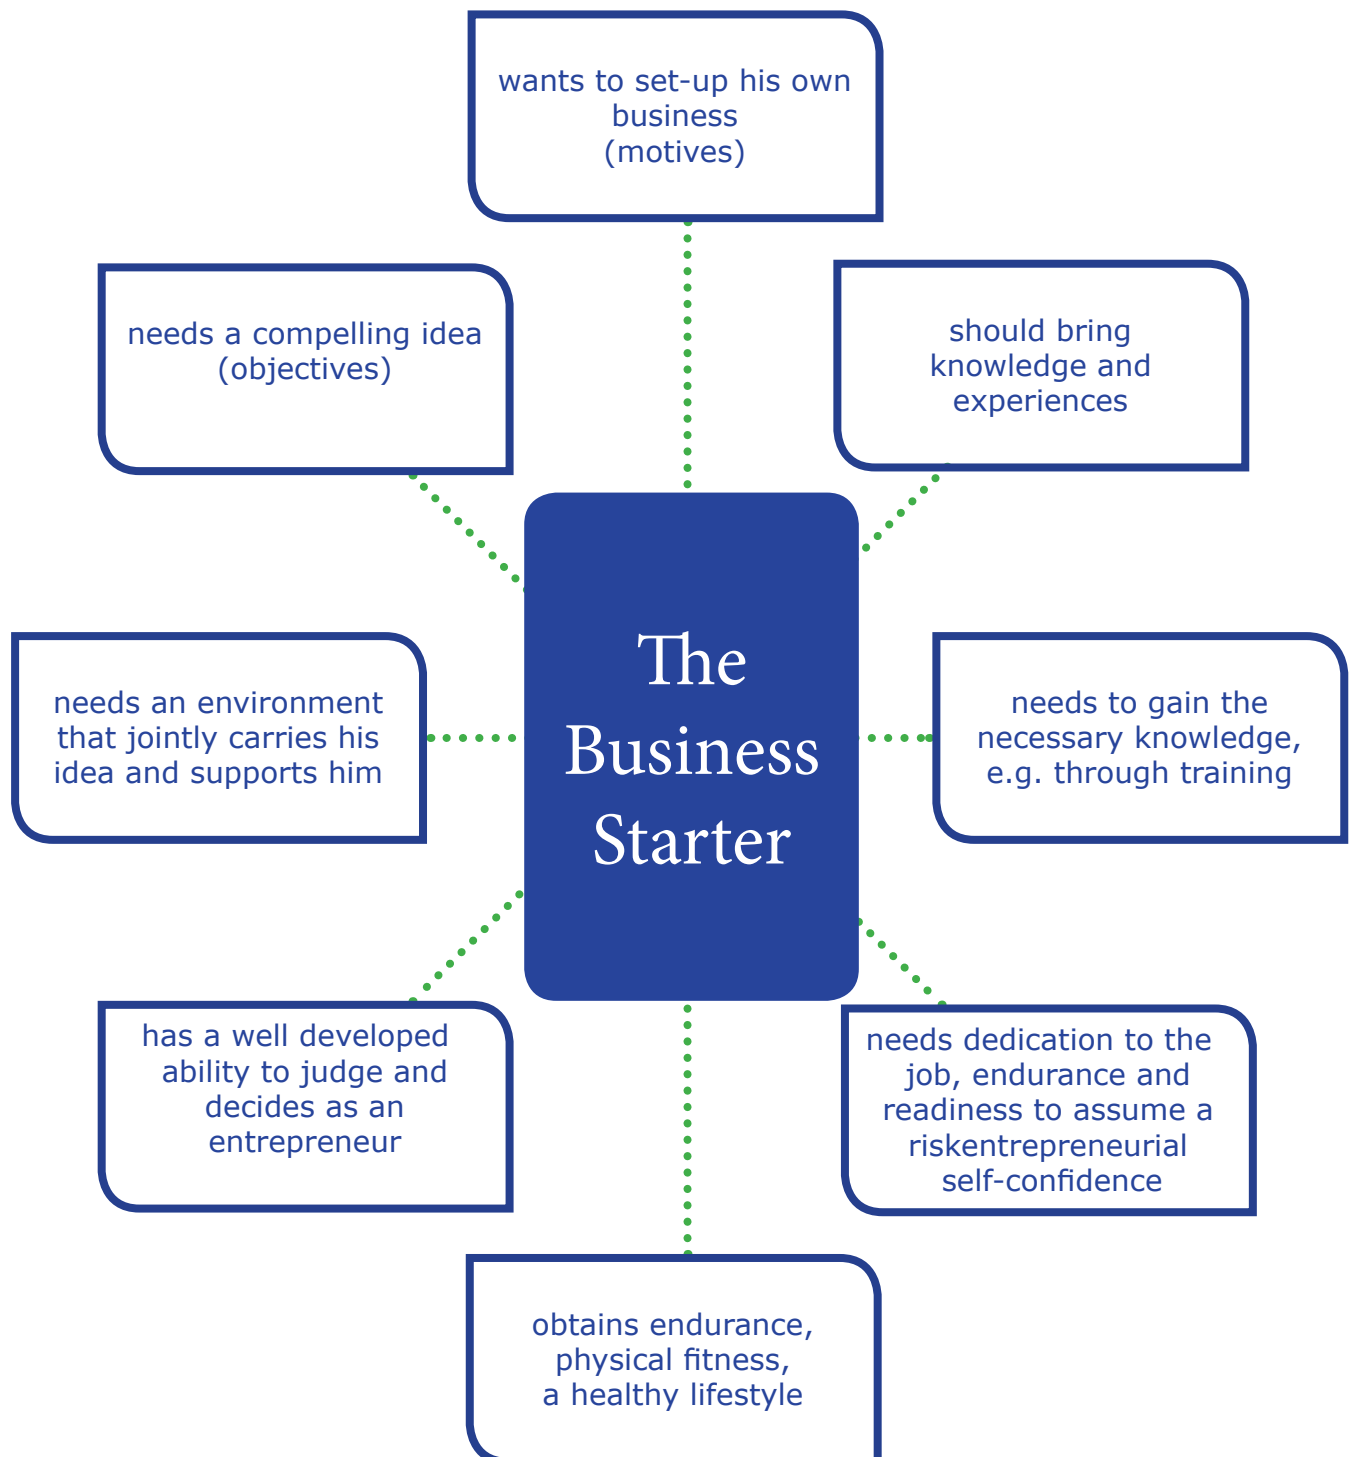 wants to set-up his own
business
(motives)
needs a compelling idea
(objectives)
should bring
knowledge and
experiences
The
Business
Starter
needs an environment
that jointly carries his
idea and supports him
needs to gain the
necessary knowledge,
e.g. through training
has a well developed
ability to judge and
decides as an
entrepreneur
needs dedication to the
job, endurance and
readiness to assume a
riskentrepreneurial
self-confidence
obtains endurance,
physical fitness,
a healthy lifestyle